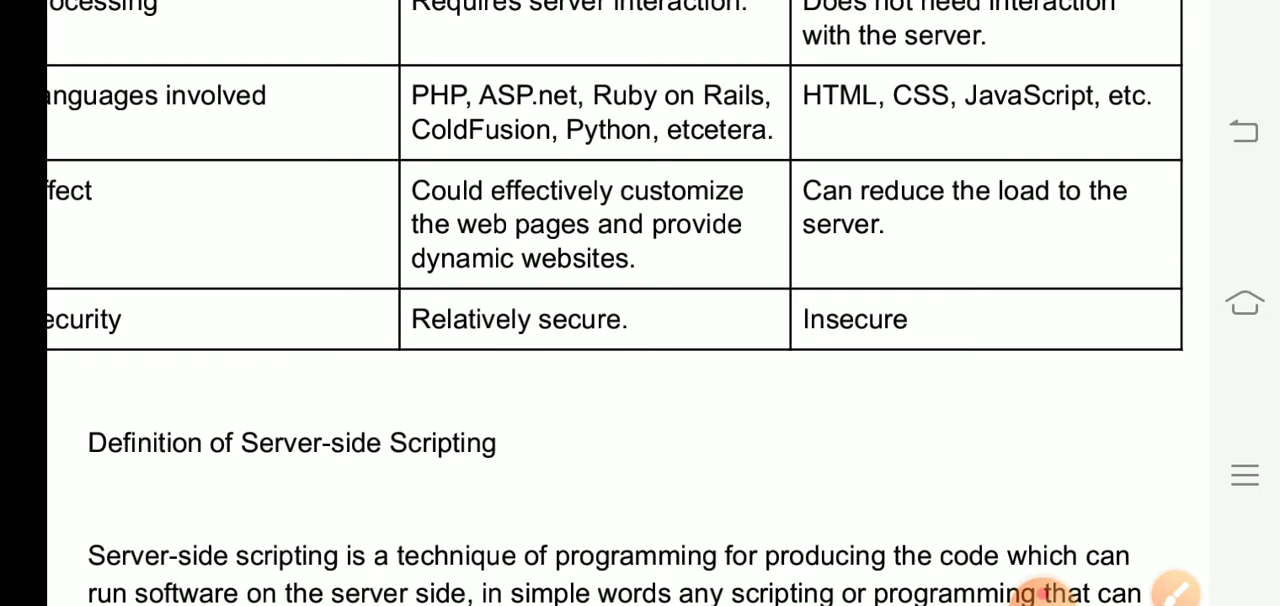 ocessing Requires server interaction. Does not need interaction
with the server.
anguages involved PHP, ASP.net, Ruby on Rails, HTML, CSS, JavaScript, etc.
ColdFusion, Python, etcetera.
ffect Could effectively customize Can reduce the load to the
the web pages and provide server.
dynamic websites.
ecurity Relatively secure. Insecure
Definition of Server-side Scripting
Server-side scripting is a technique of programming for producing the code which can
run software on the server side, in simple words any scripting or programming that can